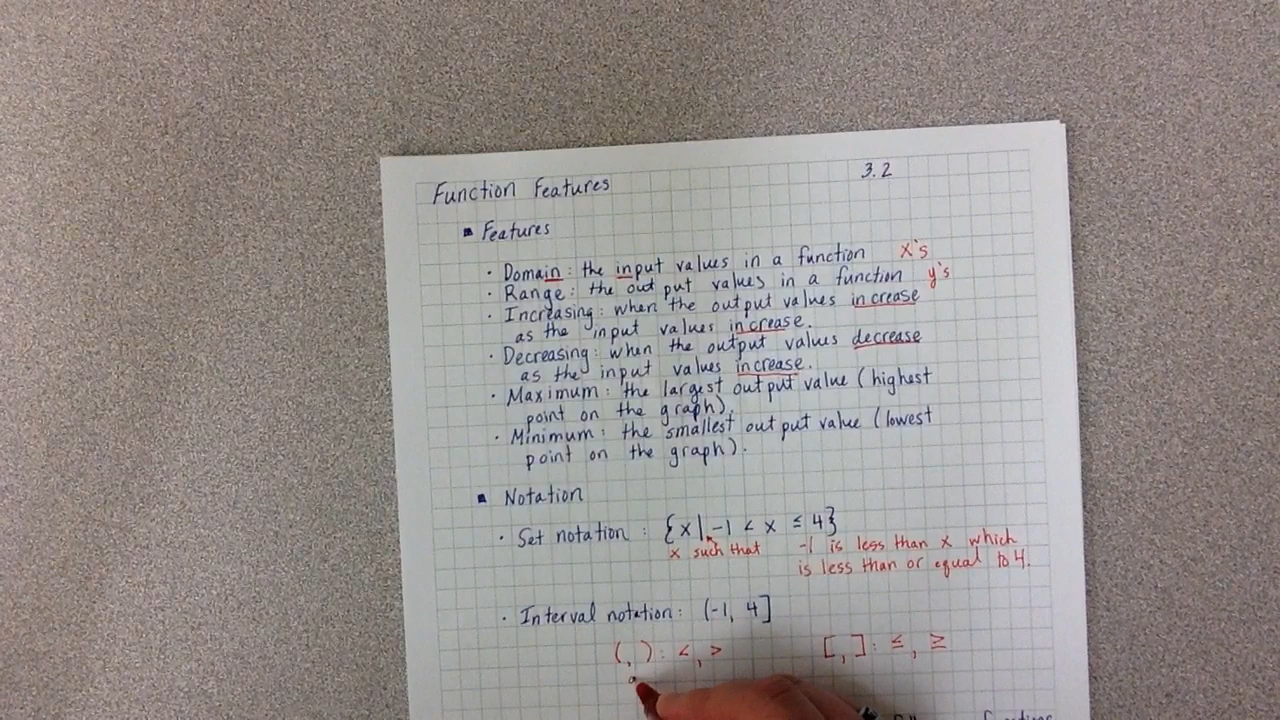 Function Features 3.2
▪ Features
· Domain: the input values in a function x's
· Range: the output values in a function y's
· Increasing: when the output values increase
as the input values increase.
· Decreasing: when the output values decrease
as the input values increase.
· Maximum: the largest output value (highest
point on the graph).
· Minimum: the smallest output value (lowest
point on the graph).
▪ Notation
· Set notation: {x|-1 < x ≤ 4}
x such that -1 is less than x which
is less than or equal to 4.
· Interval notation: (-1, 4]
( , ): < , > [ , ]: ≤ , ≥